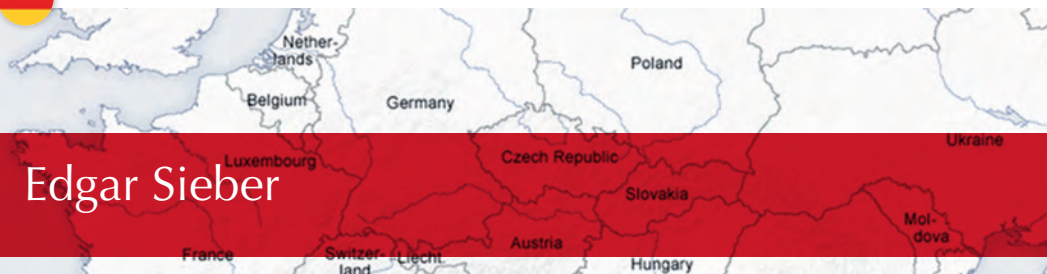 Nether-
lands
Poland
Belgium
Germany
Ukraine
Luxembourg
Czech Republic
Edgar Sieber
Slovakia
Mol-
dova
Austria
France
Switzer-
land
Liecht.
Hungary